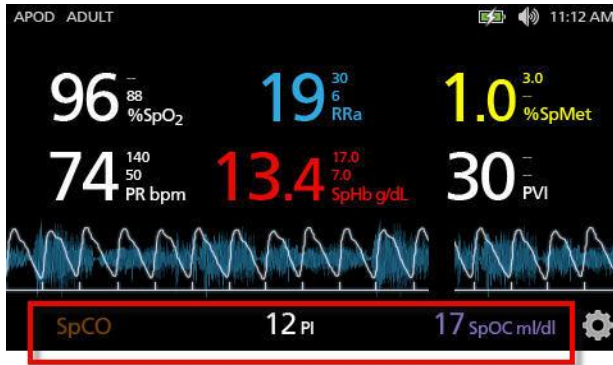 APOD ADULT 11:12 AM
96 -- 88 %SpO2
19 30 6 RRa
1.0 3.0 -- %SpMet
74 140 50 PR bpm
13.4 17.0 7.0 SpHb g/dL
30 -- -- PVI
SpCO 12 PI 17 SpOC ml/dl